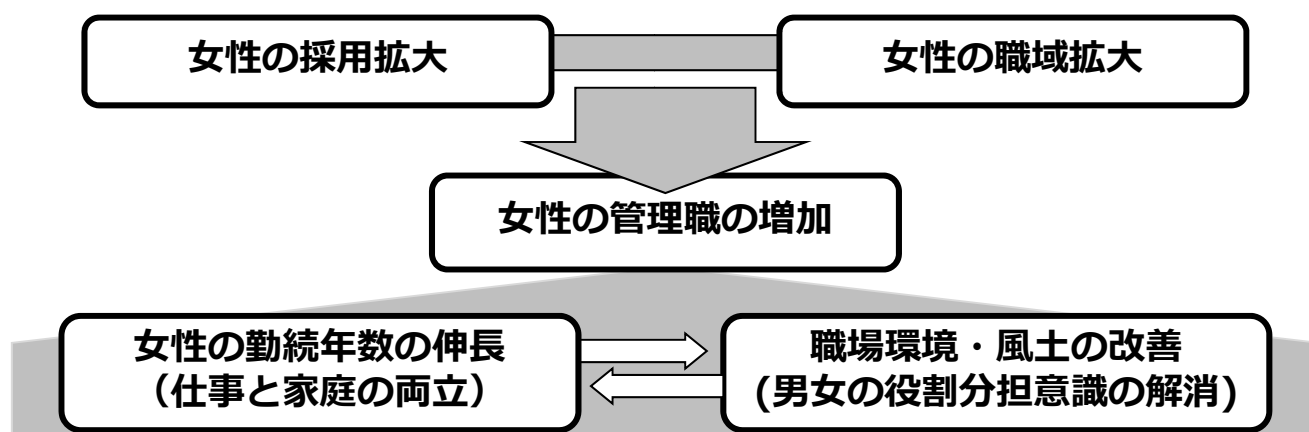 女性の採用拡大
女性の職域拡大
女性の管理職の増加
女性の勤続年数の伸長
（仕事と家庭の両立）
職場環境・風土の改善
(男女の役割分担意識の解消)